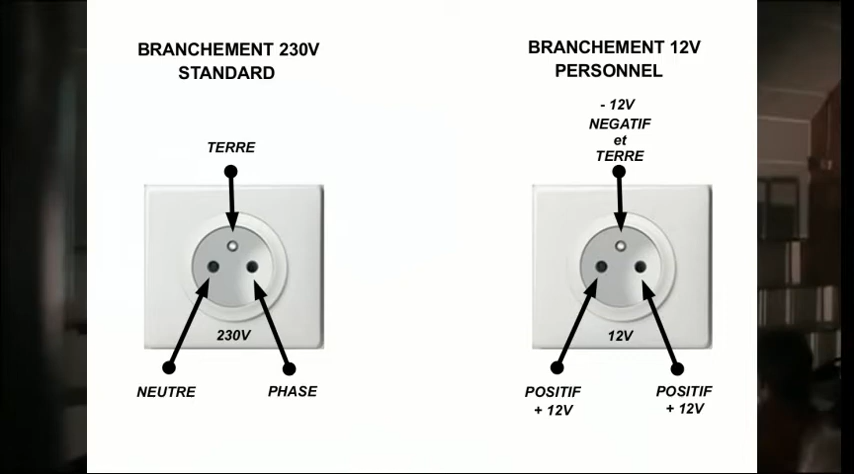 BRANCHEMENT 230V
STANDARD
TERRE
230V
NEUTRE
PHASE
BRANCHEMENT 12V
PERSONNEL
- 12V
NEGATIF
et
TERRE
12V
POSITIF
+ 12V
POSITIF
+ 12V